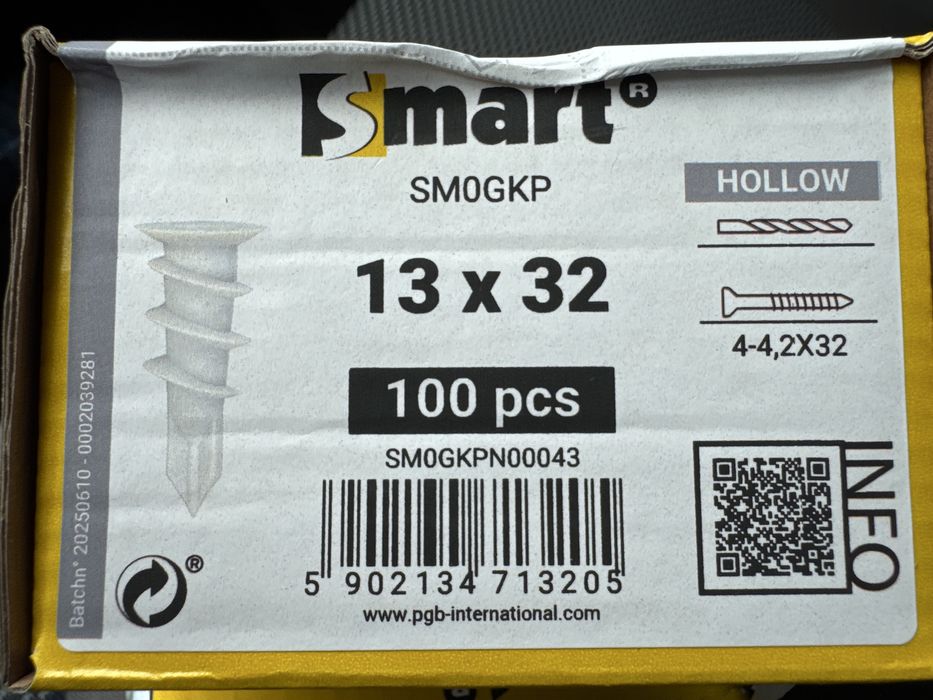 Smart®
SM0GKP
HOLLOW
13 x 32
4-4,2X32
100 pcs
SM0GKPN00043
5 902134 713205
www.pgb-international.com
INFO
®
Batchn° 20250610 - 0002039281